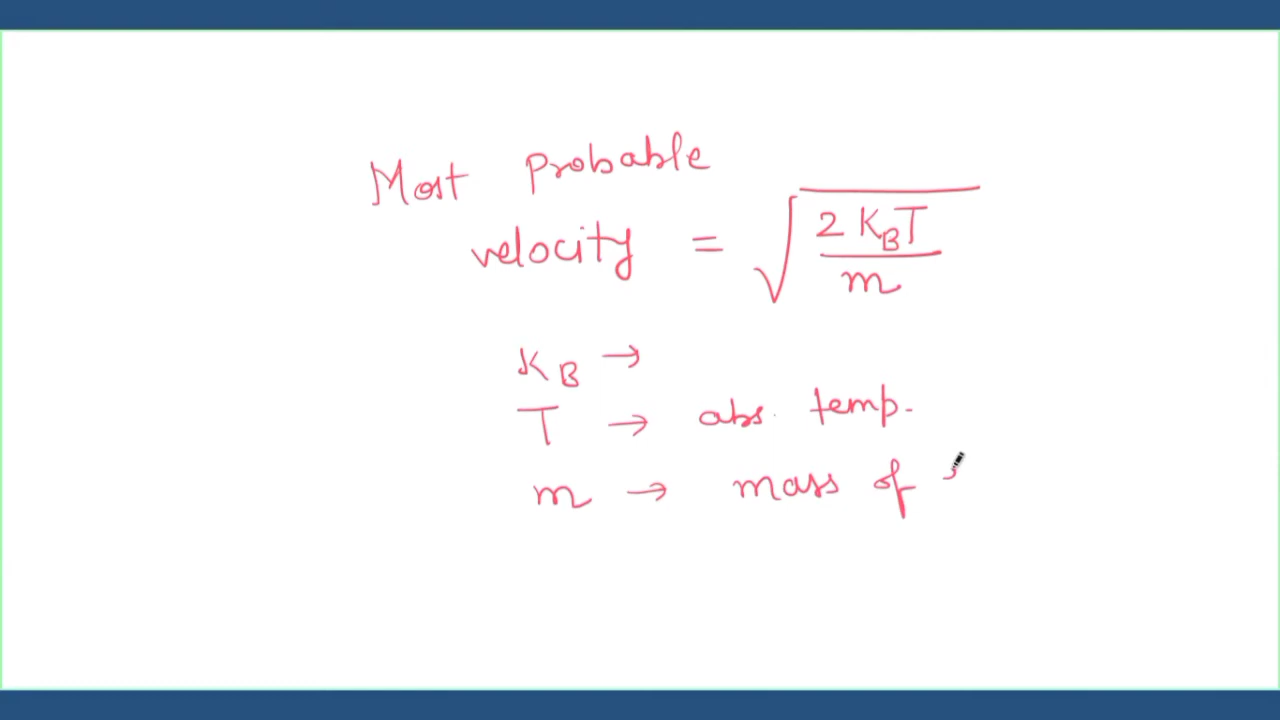 Most Probable
velocity = √(2 K_B T / m)
K_B →
T → abs. temp.
m → mass of